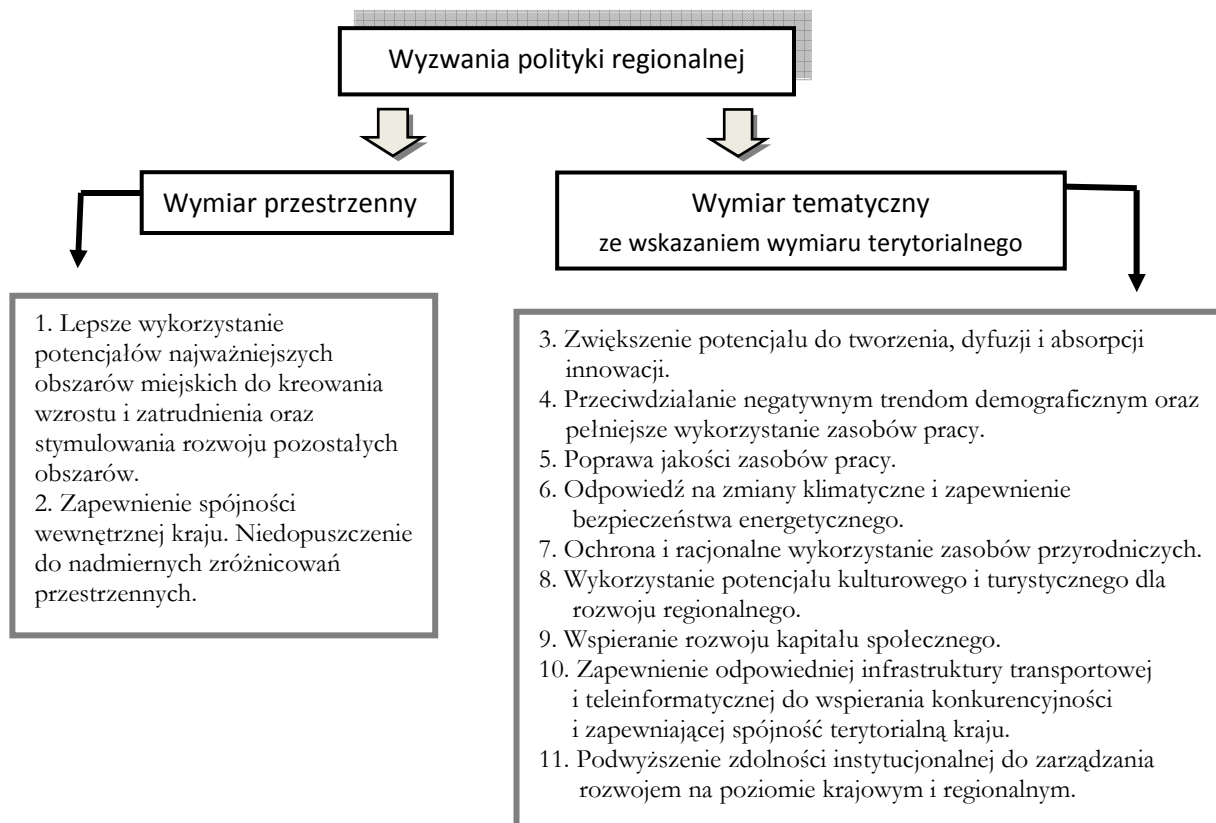 Wyzwania polityki regionalnej
Wymiar przestrzenny
Wymiar tematyczny
ze wskazaniem wymiaru terytorialnego
1. Lepsze wykorzystanie
potencjałów najważniejszych
obszarów miejskich do kreowania
wzrostu i zatrudnienia oraz
stymulowania rozwoju pozostałych
obszarów.
2. Zapewnienie spójności
wewnętrznej kraju. Niedopuszczenie
do nadmiernych zróżnicowań
przestrzennych.
3. Zwiększenie potencjału do tworzenia, dyfuzji i absorpcji
innowacji.
4. Przeciwdziałanie negatywnym trendom demograficznym oraz
pełniejsze wykorzystanie zasobów pracy.
5. Poprawa jakości zasobów pracy.
6. Odpowiedź na zmiany klimatyczne i zapewnienie
bezpieczeństwa energetycznego.
7. Ochrona i racjonalne wykorzystanie zasobów przyrodniczych.
8. Wykorzystanie potencjału kulturowego i turystycznego dla
rozwoju regionalnego.
9. Wspieranie rozwoju kapitału społecznego.
10. Zapewnienie odpowiedniej infrastruktury transportowej
i teleinformatycznej do wspierania konkurencyjności
i zapewniającej spójność terytorialną kraju.
11. Podwyższenie zdolności instytucjonalnej do zarządzania
rozwojem na poziomie krajowym i regionalnym.